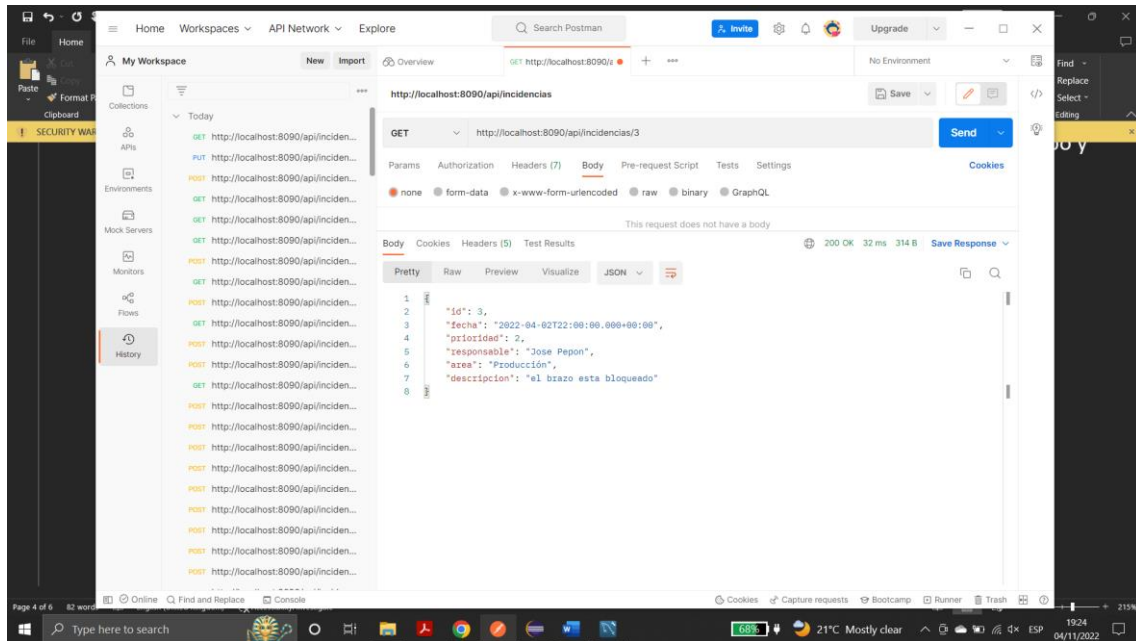 File Home
Paste
Cut
Copy
Format P
Clipboard
SECURITY WAR
Find
Replace
Select
Editing
po y
Home Workspaces API Network Explore Search Postman Invite Upgrade
My Workspace New Import Overview GET http://localhost:8090/a No Environment
Collections
APIs
Environments
Mock Servers
Monitors
Flows
History
Today
GET http://localhost:8090/api/inciden...
PUT http://localhost:8090/api/inciden...
POST http://localhost:8090/api/inciden...
GET http://localhost:8090/api/inciden...
GET http://localhost:8090/api/inciden...
GET http://localhost:8090/api/inciden...
POST http://localhost:8090/api/inciden...
GET http://localhost:8090/api/inciden...
POST http://localhost:8090/api/inciden...
GET http://localhost:8090/api/inciden...
POST http://localhost:8090/api/inciden...
POST http://localhost:8090/api/inciden...
GET http://localhost:8090/api/inciden...
POST http://localhost:8090/api/inciden...
POST http://localhost:8090/api/inciden...
POST http://localhost:8090/api/inciden...
POST http://localhost:8090/api/inciden...
POST http://localhost:8090/api/inciden...
POST http://localhost:8090/api/inciden...
POST http://localhost:8090/api/inciden...
POST http://localhost:8090/api/inciden...
POST http://localhost:8090/api/inciden...
http://localhost:8090/api/incidencias Save
GET http://localhost:8090/api/incidencias/3 Send
Params Authorization Headers (7) Body Pre-request Script Tests Settings Cookies
none form-data x-www-form-urlencoded raw binary GraphQL
This request does not have a body
Body Cookies Headers (5) Test Results 200 OK 32 ms 314 B Save Response
Pretty Raw Preview Visualize JSON
1 {
2 "id": 3,
3 "fecha": "2022-04-02T22:00:00.000+00:00",
4 "prioridad": 2,
5 "responsable": "Jose Pepon",
6 "area": "Producción",
7 "descripcion": "el brazo esta bloqueado"
8 }
Online Find and Replace Console Cookies Capture requests Bootcamp Runner Trash
Page 4 of 6 82 word 215%
Type here to search 68% 21°C Mostly clear ESP
19:24
04/11/2022